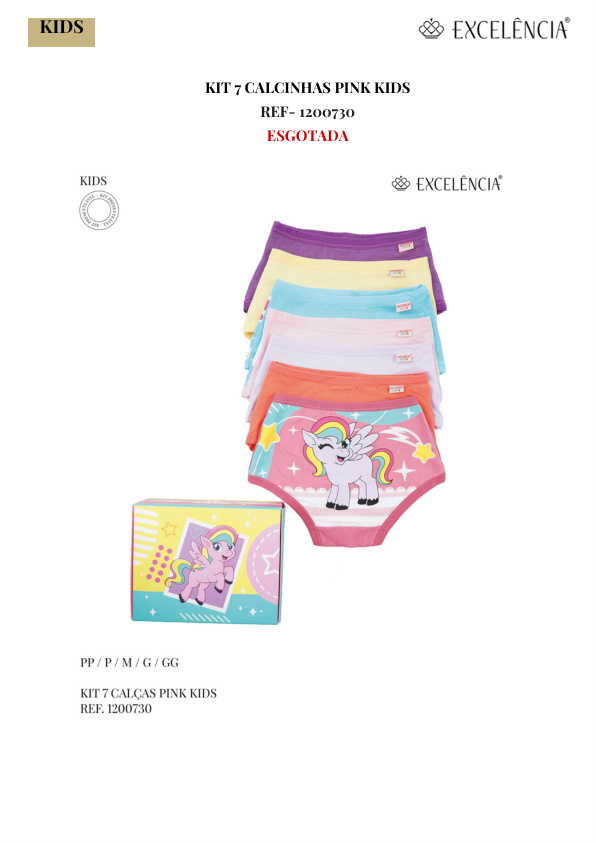 KIDS
EXCELÊNCIA®
KIT 7 CALCINHAS PINK KIDS
REF- 1200730
ESGOTADA
KIDS
EXCELÊNCIA®
PP / P / M / G / GG
KIT 7 CALÇAS PINK KIDS
REF. 1200730